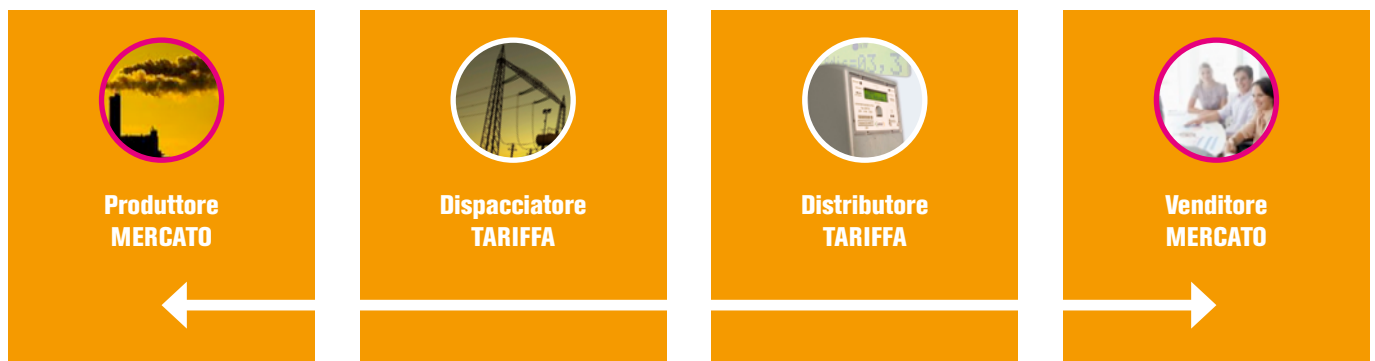 Produttore
MERCATO
Dispacciatore
TARIFFA
Distributore
TARIFFA
Venditore
MERCATO